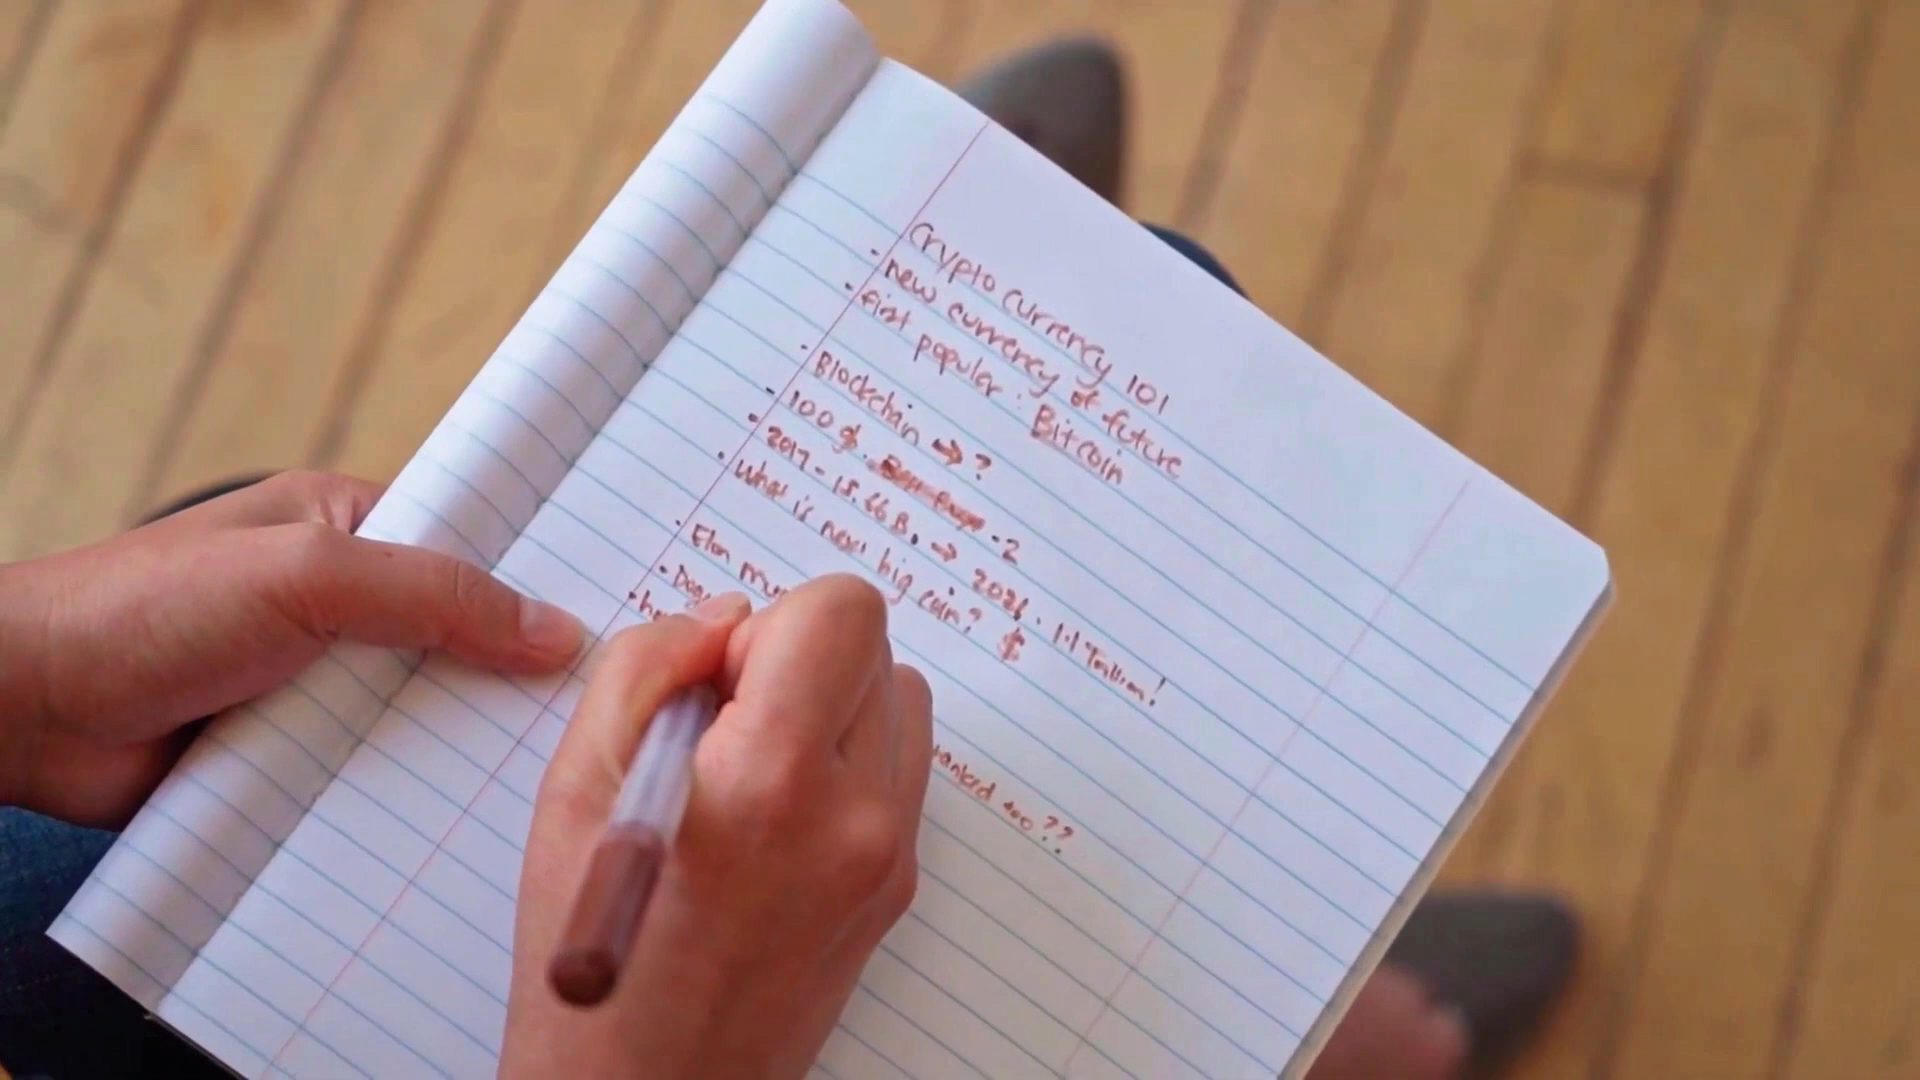 Crypto Currency 101
- new currency of future
- first popular : Bitcoin
- Blockchain → ?
- 100 $ . -2
- 2017 - 15.66 B. → 2021 . 1.1 Trillion!
- What is next big coin? $
- Elon
-
-
??